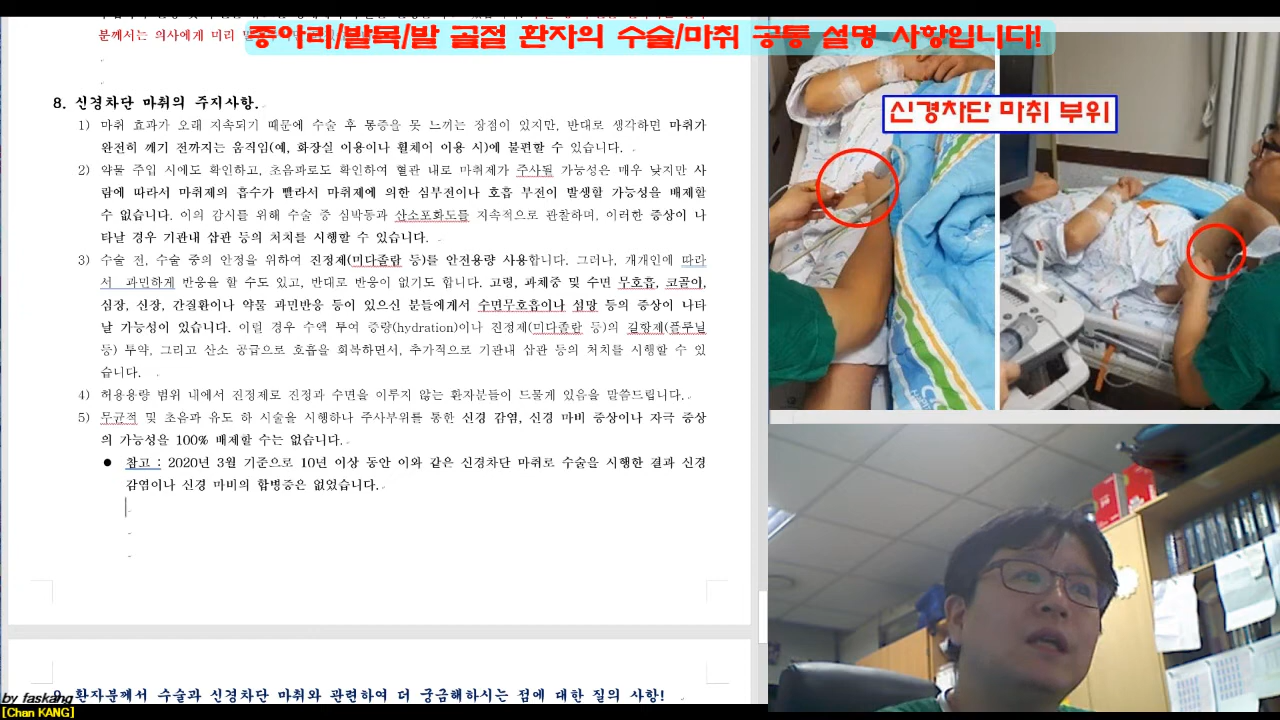 분께서는 의사에게 미리
종아리/발목/발 골절 환자의 수술/마취 공통 설명 사항입니다!
8. 신경차단 마취의 주지사항.
1) 마취 효과가 오래 지속되기 때문에 수술 후 통증을 못 느끼는 장점이 있지만, 반대로 생각하면 마취가
완전히 깨기 전까지는 움직임(예, 화장실 이용이나 휠체어 이용 시)에 불편할 수 있습니다.
2) 약물 주입 시에도 확인하고, 초음파로도 확인하여 혈관 내로 마취제가 주사될 가능성은 매우 낮지만 사
람에 따라서 마취제의 흡수가 빨라서 마취제에 의한 심부전이나 호흡 부전이 발생할 가능성을 배제할
수 없습니다. 이의 감시를 위해 수술 중 심박동과 산소포화도를 지속적으로 관찰하며, 이러한 증상이 나
타날 경우 기관내 삽관 등의 처치를 시행할 수 있습니다.
3) 수술 전, 수술 중의 안정을 위하여 진정제(미다졸람 등)를 안전용량 사용합니다. 그러나, 개개인에 따라
서 과민하게 반응을 할 수도 있고, 반대로 반응이 없기도 합니다. 고령, 과체중 및 수면 무호흡, 코골이,
심장, 신장, 간질환이나 약물 과민반응 등이 있으신 분들에게서 수면무호흡이나 섬망 등의 증상이 나타
날 가능성이 있습니다. 이럴 경우 수액 투여 증량(hydration)이나 진정제(미다졸람 등)의 길항제(플루닐
등) 투약, 그리고 산소 공급으로 호흡을 회복하면서, 추가적으로 기관내 삽관 등의 처치를 시행할 수 있
습니다.
4) 허용용량 범위 내에서 진정제로 진정과 수면을 이루지 않는 환자분들이 드물게 있음을 말씀드립니다.
5) 무균적 및 초음파 유도 하 시술을 시행하나 주사부위를 통한 신경 감염, 신경 마비 증상이나 자극 증상
의 가능성을 100% 배제할 수는 없습니다.
● 참고 : 2020년 3월 기준으로 10년 이상 동안 이와 같은 신경차단 마취로 수술을 시행한 결과 신경
감염이나 신경 마비의 합병증은 없었습니다.
9. 환자분께서 수술과 신경차단 마취와 관련하여 더 궁금해하시는 점에 대한 질의 사항!
신경차단 마취 부위
by faskang
[Chan KANG]